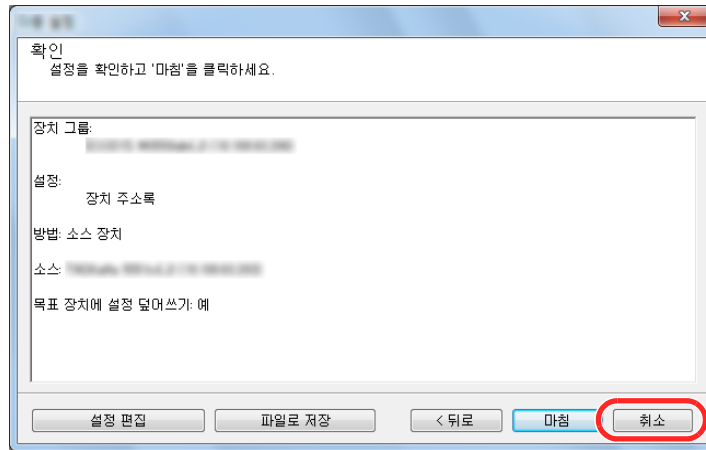 확인
설정을 확인하고 '마침'을 클릭하세요.
장치 그룹:
설정:
장치 주소록
방법: 소스 장치
소스:
목표 장치에 설정 덮어쓰기: 예
설정 편집
파일로 저장
< 뒤로
마침
취소